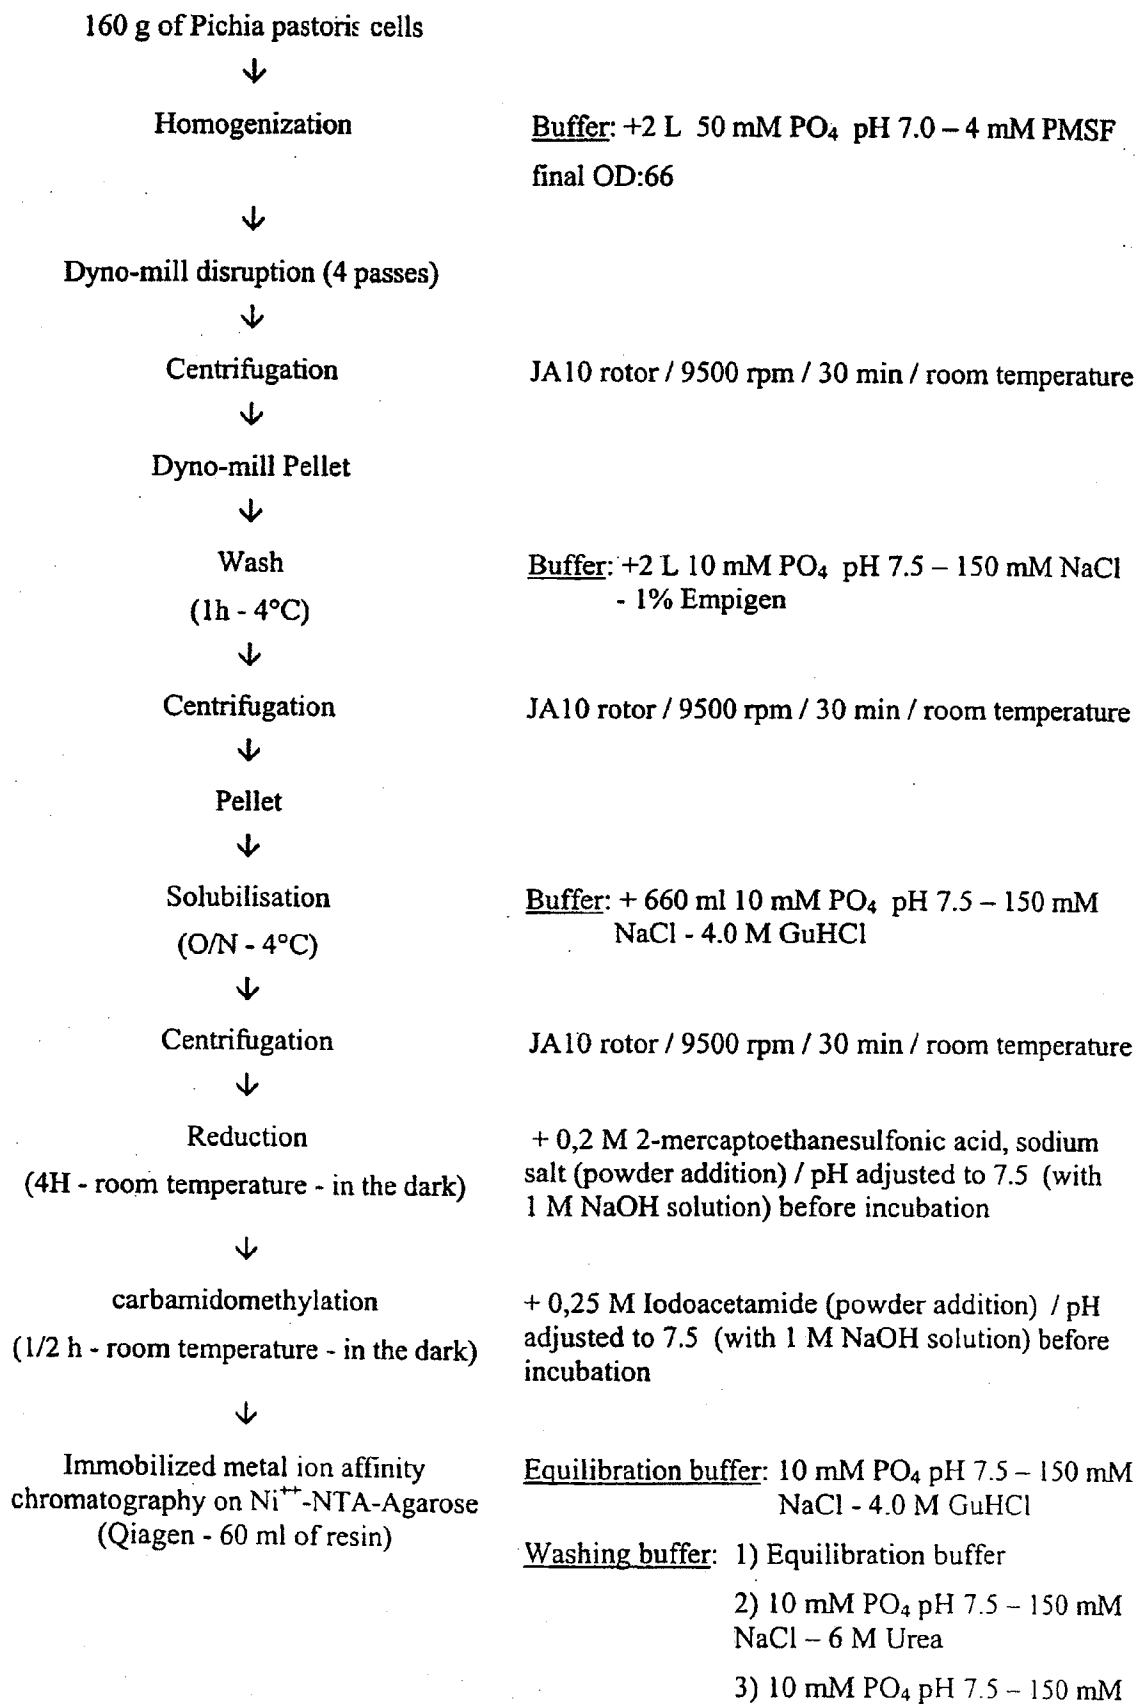 160 g of Pichia pastoris cells
↓
Homogenization
Buffer: +2 L 50 mM PO₄ pH 7.0 – 4 mM PMSF
final OD:66
↓
Dyno-mill disruption (4 passes)
↓
Centrifugation
JA10 rotor / 9500 rpm / 30 min / room temperature
↓
Dyno-mill Pellet
↓
Wash
(1h - 4°C)
Buffer: +2 L 10 mM PO₄ pH 7.5 – 150 mM NaCl
- 1% Empigen
↓
Centrifugation
JA10 rotor / 9500 rpm / 30 min / room temperature
↓
Pellet
↓
Solubilisation
(O/N - 4°C)
Buffer: + 660 ml 10 mM PO₄ pH 7.5 – 150 mM
NaCl - 4.0 M GuHCl
↓
Centrifugation
JA10 rotor / 9500 rpm / 30 min / room temperature
↓
Reduction
(4H - room temperature - in the dark)
+ 0,2 M 2-mercaptoethanesulfonic acid, sodium
salt (powder addition) / pH adjusted to 7.5 (with
1 M NaOH solution) before incubation
↓
carbamidomethylation
(1/2 h - room temperature - in the dark)
+ 0,25 M Iodoacetamide (powder addition) / pH
adjusted to 7.5 (with 1 M NaOH solution) before
incubation
↓
Immobilized metal ion affinity
chromatography on Ni⁺⁺-NTA-Agarose
(Qiagen - 60 ml of resin)
Equilibration buffer: 10 mM PO₄ pH 7.5 – 150 mM
NaCl - 4.0 M GuHCl
Washing buffer: 1) Equilibration buffer
2) 10 mM PO₄ pH 7.5 – 150 mM
NaCl – 6 M Urea
3) 10 mM PO₄ pH 7.5 – 150 mM